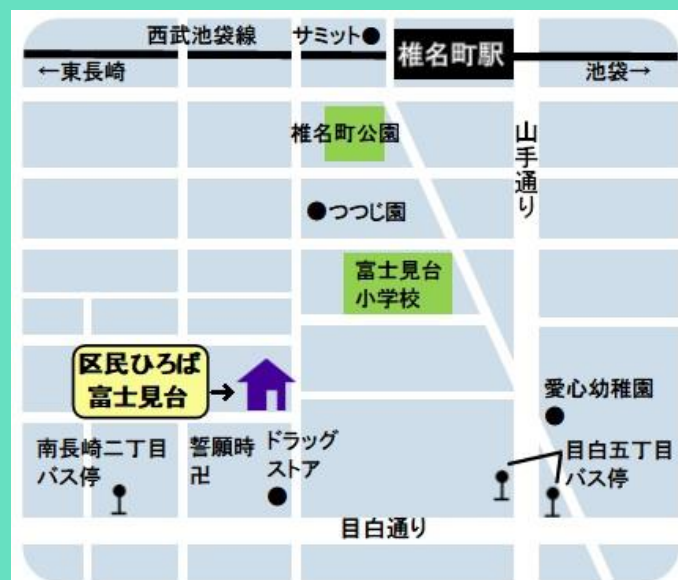 西武池袋線
サミット
椎名町駅
←東長崎
池袋→
椎名町公園
山手通り
つつじ園
富士見台
小学校
区民ひろば
富士見台
愛心幼稚園
南長崎二丁目
バス停
誓願時
卍
ドラッグ
ストア
目白五丁目
バス停
目白通り